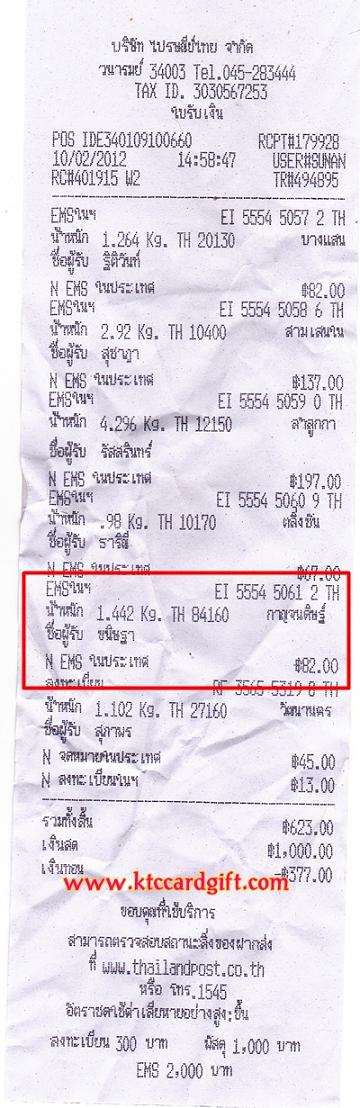 บริษัท ไปรษณีย์ไทย จำกัด
วนารมย์ 34003 Tel.045-283444
TAX ID. 3030567253
ใบรับเงิน
POS IDE340109100660 RCPT#179928
10/02/2012 14:58:47 USER#SUNAN
RC#401915 W2 TR#494895
EMSในฯ EI 5554 5057 2 TH
น้ำหนัก 1.264 Kg. TH 20130 บางแสน
ชื่อผู้รับ ฐิติวันท์
N EMS ในประเทศ ฿82.00
EMSในฯ EI 5554 5058 6 TH
น้ำหนัก 2.92 Kg. TH 10400 สามเสนใน
ชื่อผู้รับ สุชาฎา
N EMS ในประเทศ ฿137.00
EMSในฯ EI 5554 5059 0 TH
น้ำหนัก 4.296 Kg. TH 12150 ลำลูกกา
ชื่อผู้รับ รัสสรินทร์
N EMS ในประเทศ ฿197.00
EMSในฯ EI 5554 5060 9 TH
น้ำหนัก .98 Kg. TH 10170 ตลิ่งชัน
ชื่อผู้รับ ธาริธี่
N EMS ในประเทศ ฿67.00
EMSในฯ EI 5554 5061 2 TH
น้ำหนัก 1.442 Kg. TH 84160 กาญจนดิษฐ์
ชื่อผู้รับ ขนิษฐา
N EMS ในประเทศ ฿82.00
ลงทะเบียน RF 3565 5319 8 TH
น้ำหนัก 1.102 Kg. TH 27160 วังน้ำ
ชื่อผู้รับ สุภาพร
N จดหมายในประเทศ ฿45.00
N ลงทะเบียนในฯ ฿13.00
รวมทั้งสิ้น ฿623.00
เงินสด ฿1,000.00
เงินทอน -฿377.00
www.ktccardgift.com
ขอบคุณที่ใช้บริการ
สามารถตรวจสอบสถานะสิ่งของฝากส่ง
ที่ www.thailandpost.co.th
หรือ โทร.1545
อัตราชดใช้ค่าเสียหายอย่างสูง:ชิ้น
ลงทะเบียน 300 บาท พัสดุ 1,000 บาท
EMS 2,000 บาท